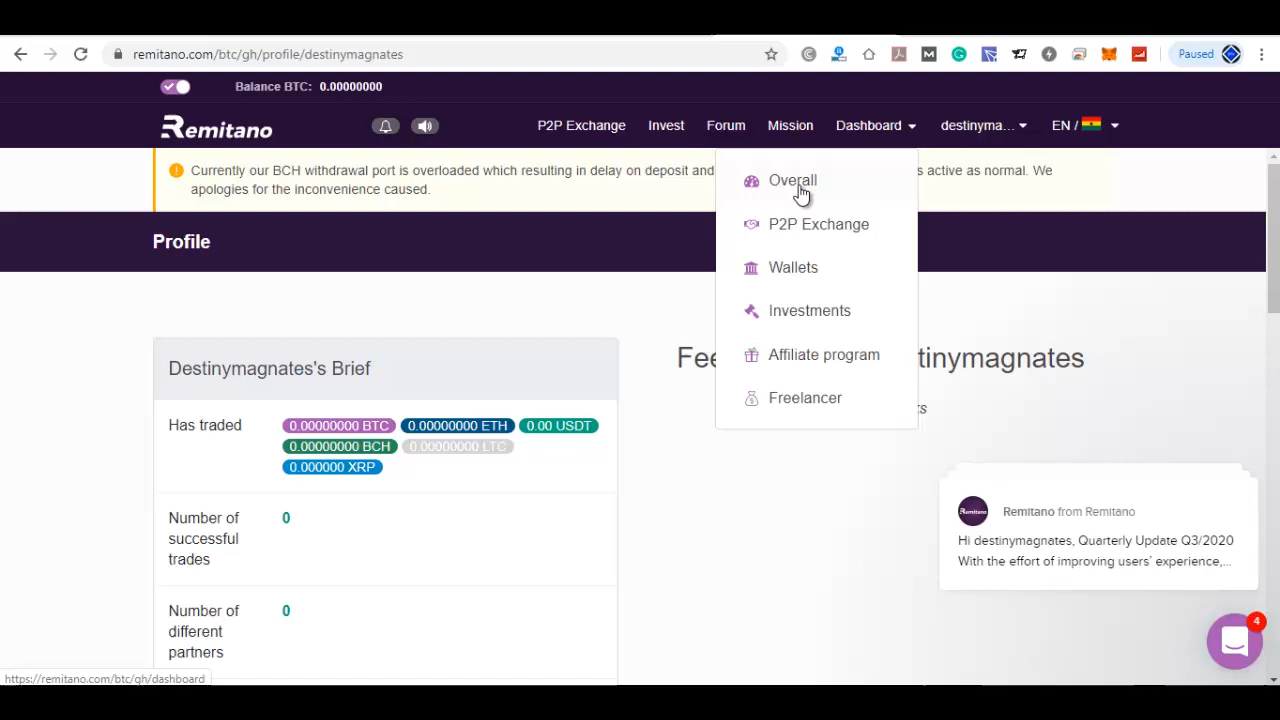 remitano.com/btc/gh/profile/destinymagnates
Paused
Balance BTC: 0.00000000
Remitano
P2P Exchange Invest Forum Mission Dashboard destinyma... EN /
Currently our BCH withdrawal port is overloaded which resulting in delay on deposit and s active as normal. We
apologies for the inconvenience caused.
Overall
P2P Exchange
Wallets
Investments
Affiliate program
Freelancer
Profile
Destinymagnates's Brief
Has traded
0.00000000 BTC 0.00000000 ETH 0.00 USDT
0.00000000 BCH 0.00000000 LTC
0.000000 XRP
Number of
successful
trades
0
Number of
different
partners
0
Fee tinymagnates
rs
Remitano
Remitano from Remitano
Hi destinymagnates, Quarterly Update Q3/2020
With the effort of improving users' experience,...
4
https://remitano.com/btc/gh/dashboard